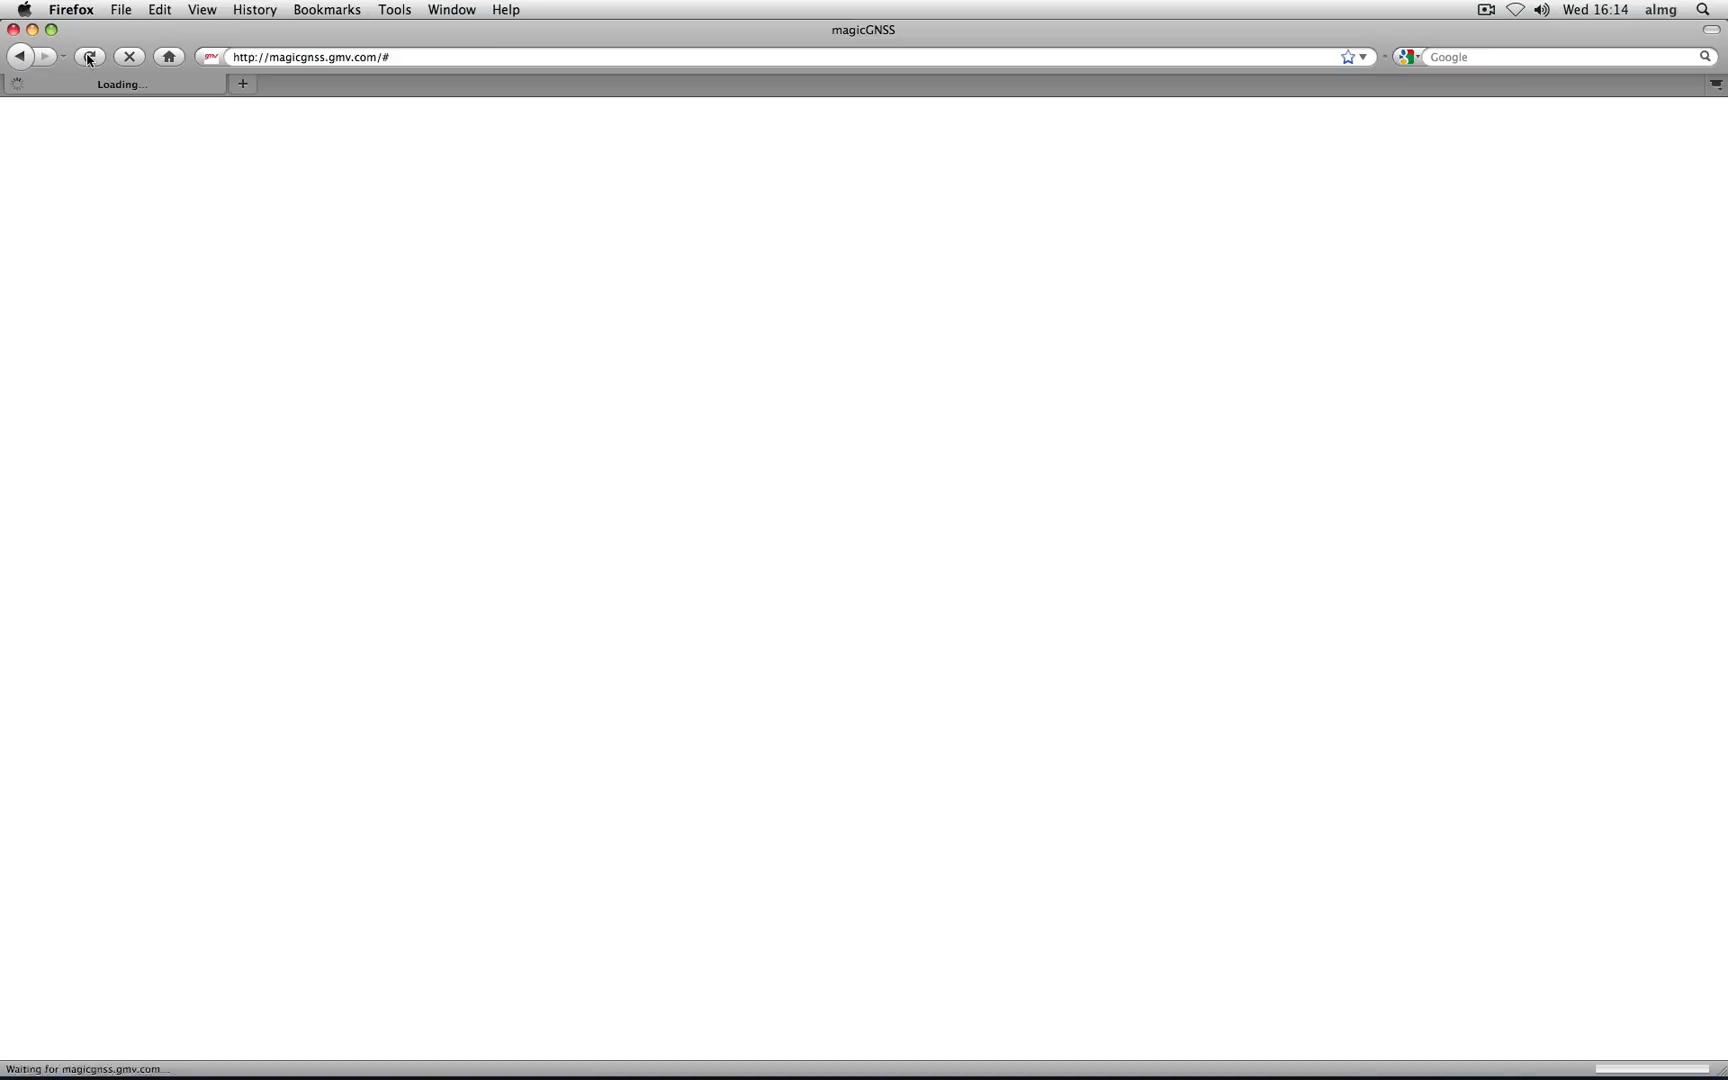 Firefox File Edit View History Bookmarks Tools Window Help Wed 16:14 almg
magicGNSS
gmv http://magicgnss.gmv.com/# Google
Loading...
Waiting for magicgnss.gmv.com...